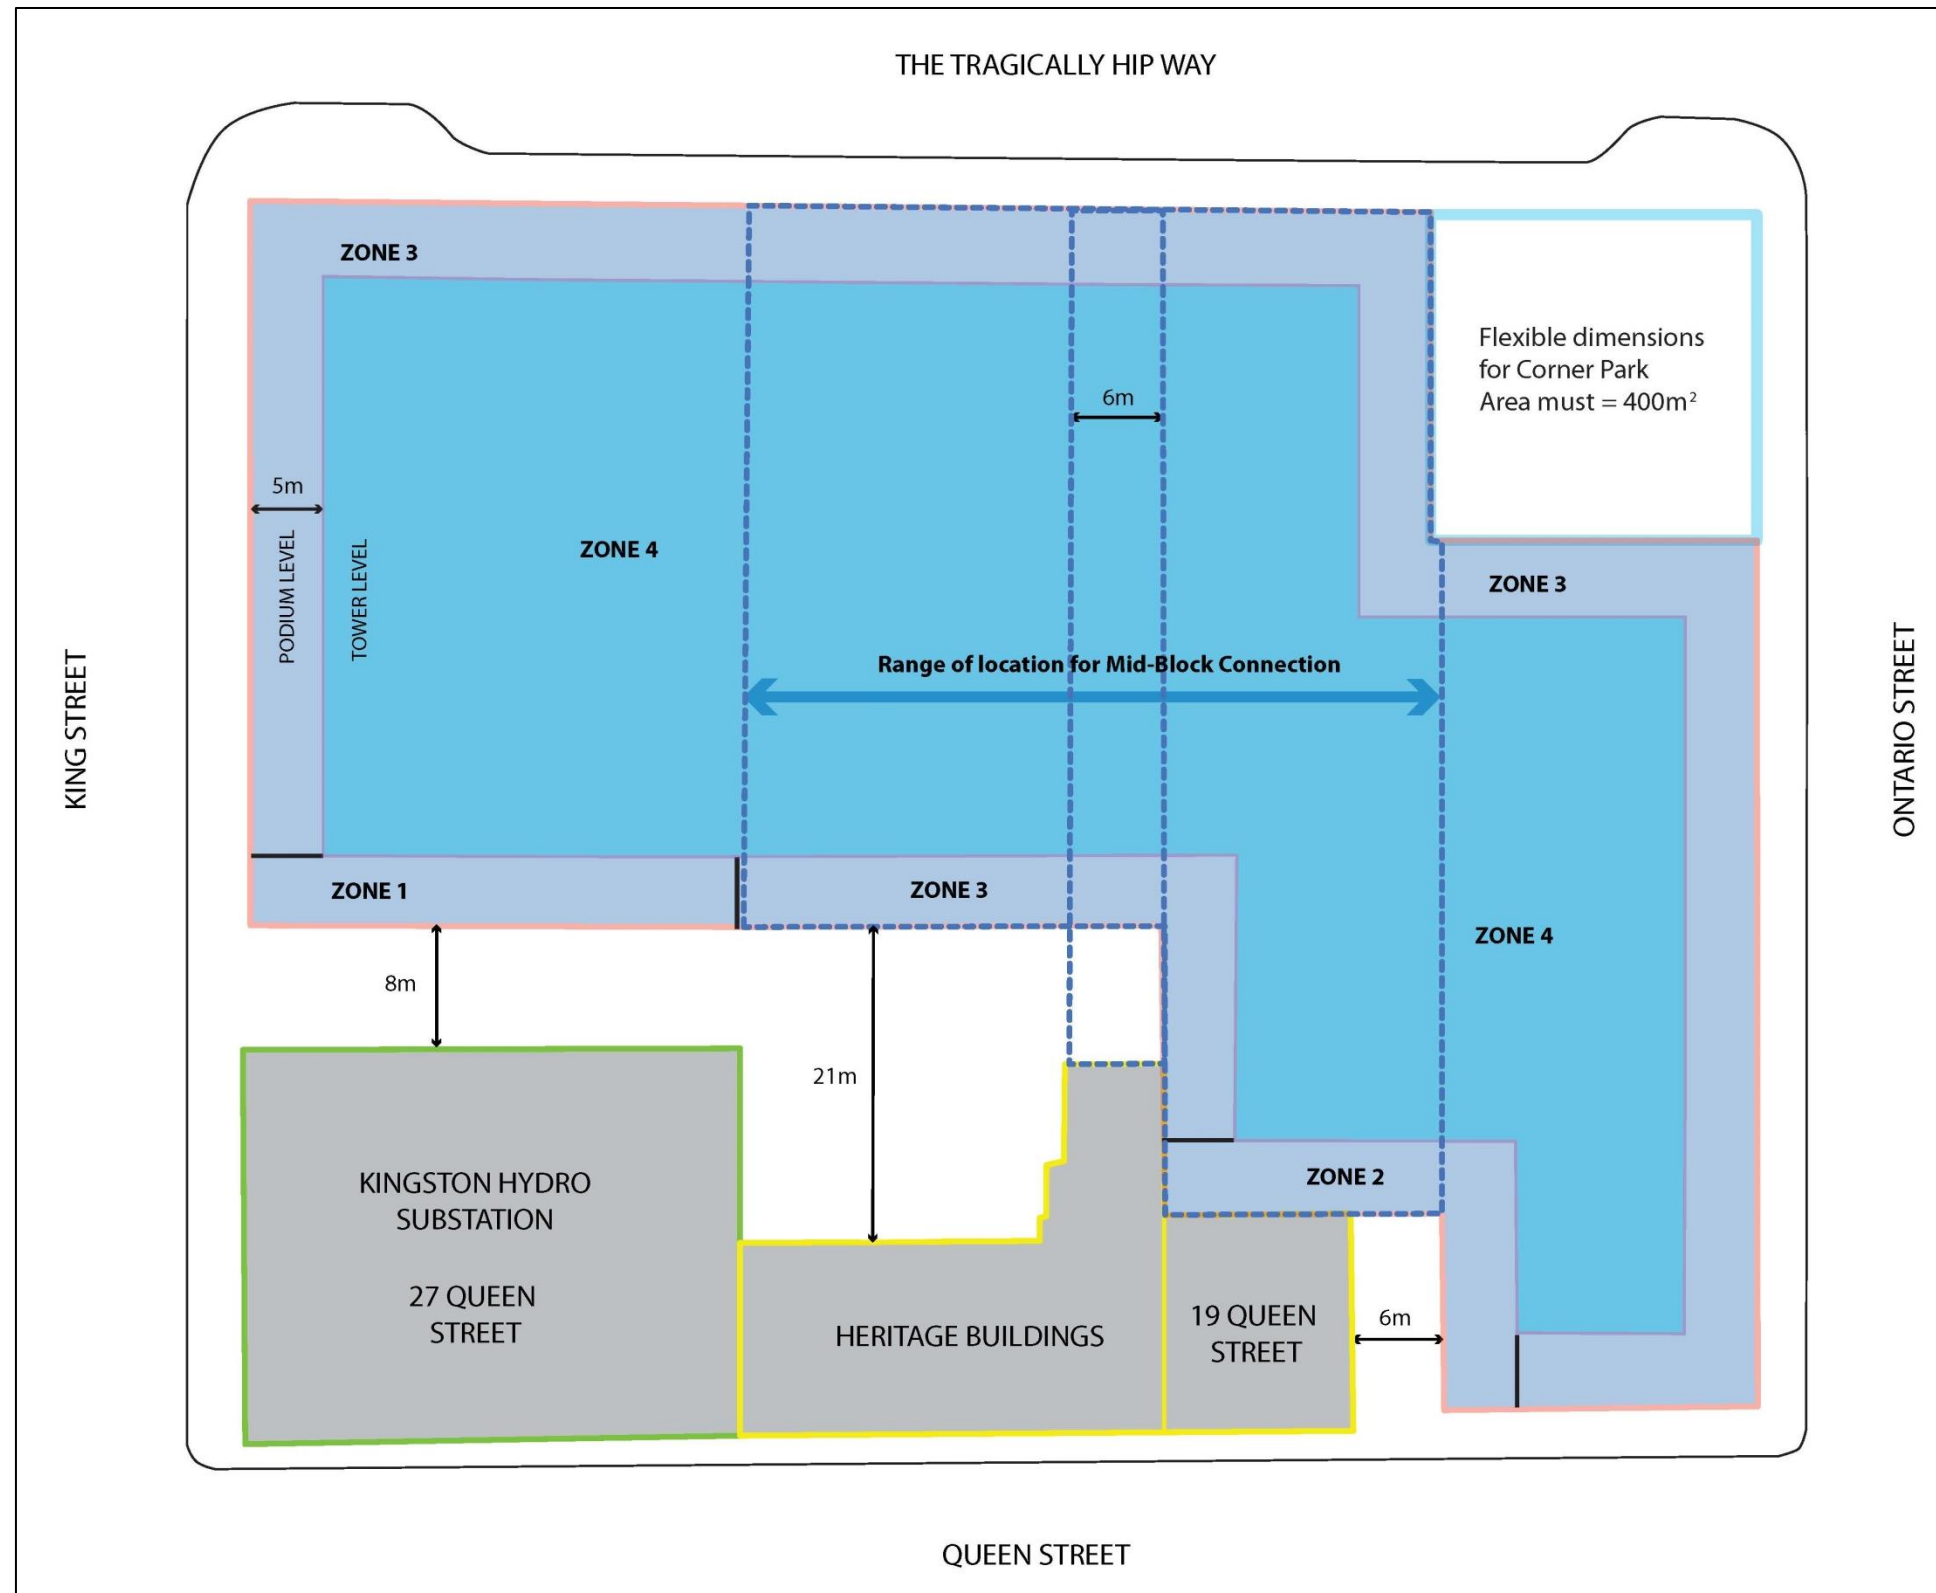 THE TRAGICALLY HIP WAY
ZONE 3
Flexible dimensions
for Corner Park
Area must = 400m²
6m
5m
PODIUM LEVEL
TOWER LEVEL
ZONE 4
ZONE 3
Range of location for Mid-Block Connection
KING STREET
ONTARIO STREET
ZONE 1
ZONE 3
ZONE 4
8m
21m
KINGSTON HYDRO
SUBSTATION
27 QUEEN
STREET
ZONE 2
HERITAGE BUILDINGS
19 QUEEN
STREET
6m
QUEEN STREET